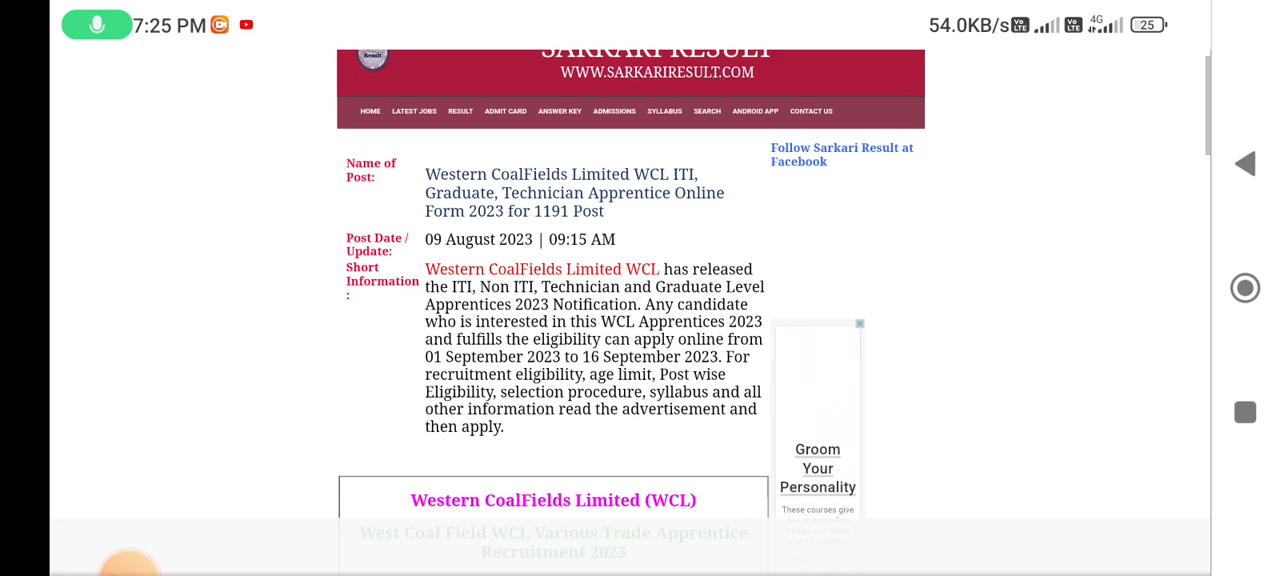 7:25 PM
54.0KB/s Vo LTE Vo LTE 4G 25
Result
SARKARI RESULT
WWW.SARKARIRESULT.COM
HOME LATEST JOBS RESULT ADMIT CARD ANSWER KEY ADMISSIONS SYLLABUS SEARCH ANDROID APP CONTACT US
Follow Sarkari Result at
Facebook
Name of
Post:
Western CoalFields Limited WCL ITI,
Graduate, Technician Apprentice Online
Form 2023 for 1191 Post
Post Date /
Update:
09 August 2023 | 09:15 AM
Short
Information
:
Western CoalFields Limited WCL has released
the ITI, Non ITI, Technician and Graduate Level
Apprentices 2023 Notification. Any candidate
who is interested in this WCL Apprentices 2023
and fulfills the eligibility can apply online from
01 September 2023 to 16 September 2023. For
recruitment eligibility, age limit, Post wise
Eligibility, selection procedure, syllabus and all
other information read the advertisement and
then apply.
Groom
Your
Personality
These courses give
Western CoalFields Limited (WCL)
West Coal Field WCL Various Trade Apprentice
Recruitment 2023